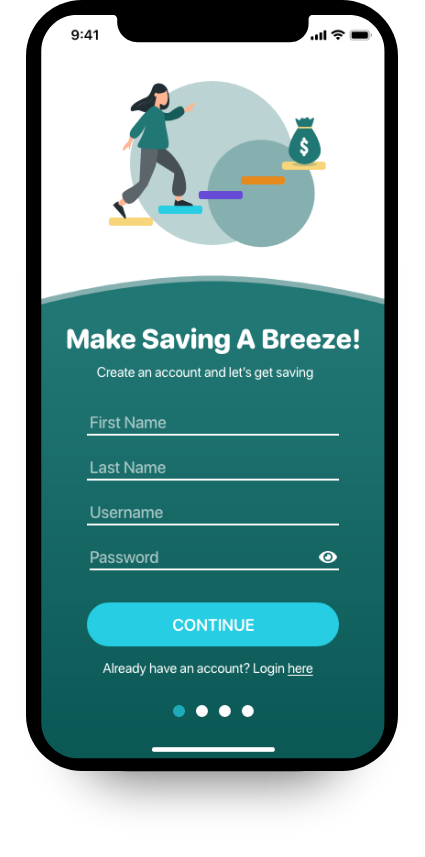 9:41
$
Make Saving A Breeze!
Create an account and let's get saving
First Name
Last Name
Username
Password
CONTINUE
Already have an account? Login here